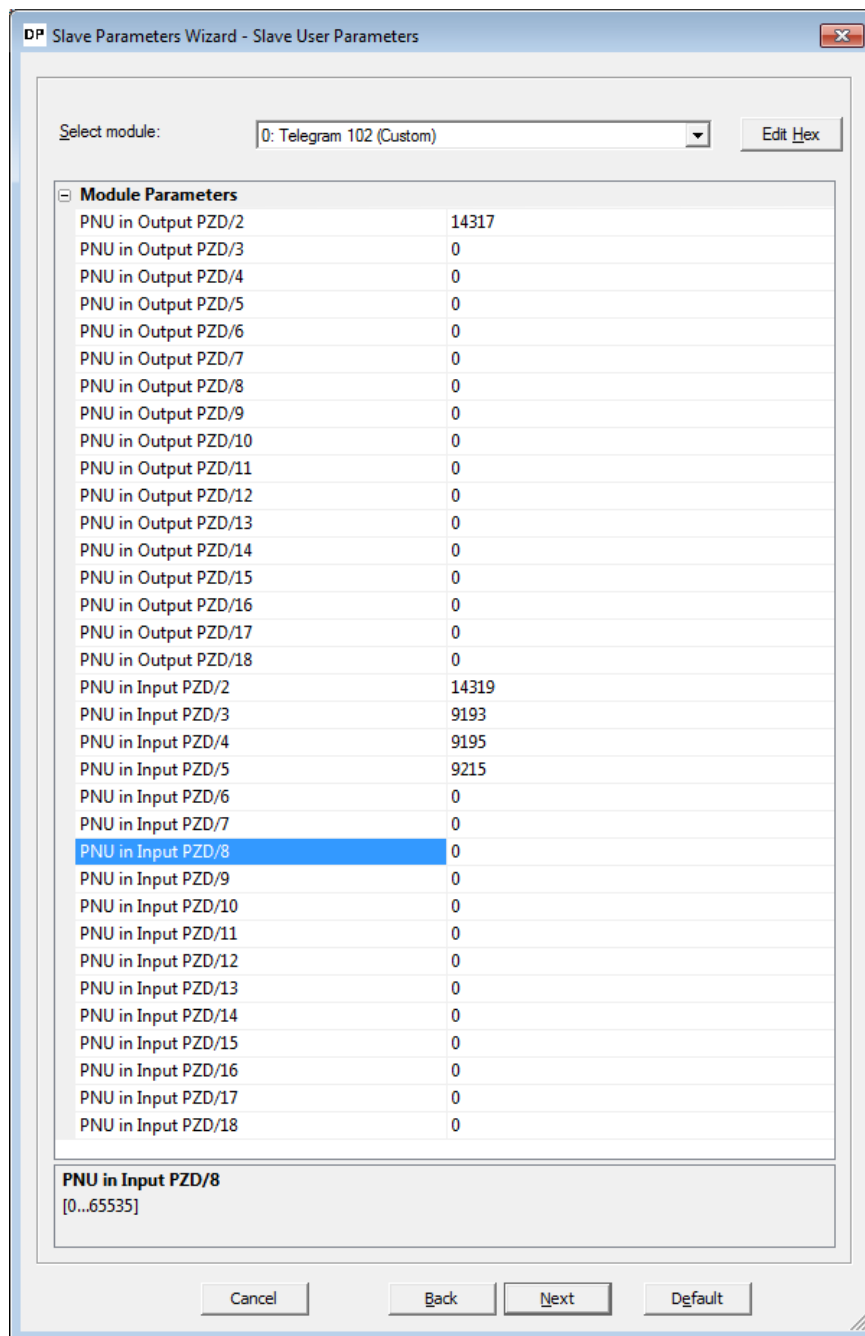 DP Slave Parameters Wizard - Slave User Parameters
Select module: 0: Telegram 102 (Custom) Edit Hex
Module Parameters
PNU in Output PZD/2 14317
PNU in Output PZD/3 0
PNU in Output PZD/4 0
PNU in Output PZD/5 0
PNU in Output PZD/6 0
PNU in Output PZD/7 0
PNU in Output PZD/8 0
PNU in Output PZD/9 0
PNU in Output PZD/10 0
PNU in Output PZD/11 0
PNU in Output PZD/12 0
PNU in Output PZD/13 0
PNU in Output PZD/14 0
PNU in Output PZD/15 0
PNU in Output PZD/16 0
PNU in Output PZD/17 0
PNU in Output PZD/18 0
PNU in Input PZD/2 14319
PNU in Input PZD/3 9193
PNU in Input PZD/4 9195
PNU in Input PZD/5 9215
PNU in Input PZD/6 0
PNU in Input PZD/7 0
PNU in Input PZD/8 0
PNU in Input PZD/9 0
PNU in Input PZD/10 0
PNU in Input PZD/11 0
PNU in Input PZD/12 0
PNU in Input PZD/13 0
PNU in Input PZD/14 0
PNU in Input PZD/15 0
PNU in Input PZD/16 0
PNU in Input PZD/17 0
PNU in Input PZD/18 0
PNU in Input PZD/8
[0...65535]
Cancel Back Next Default